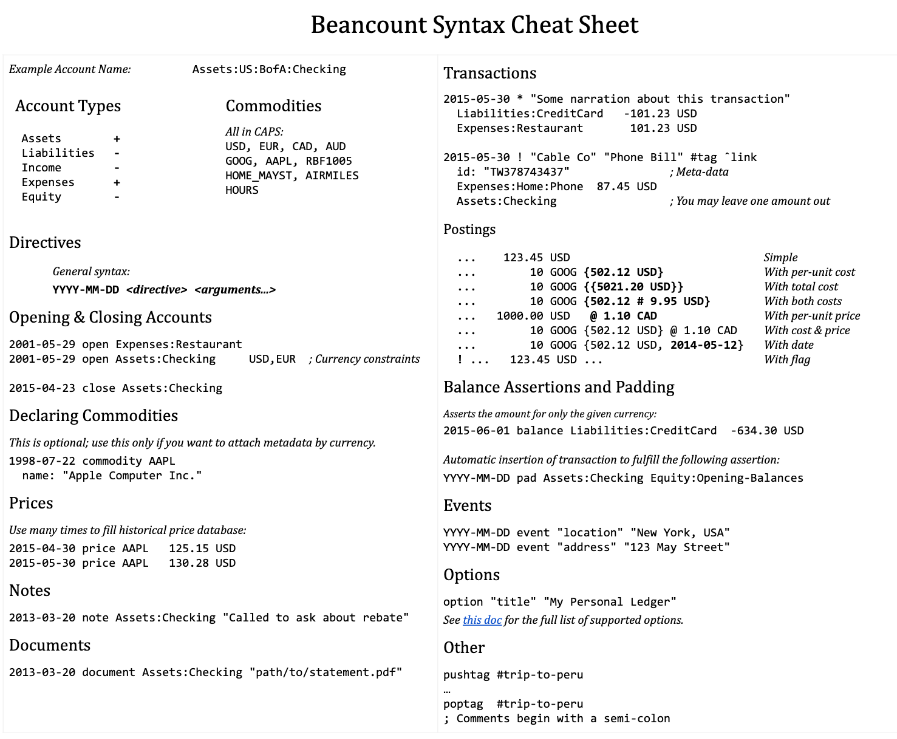 Beancount Syntax Cheat Sheet
Example Account Name: Assets:US:BofA:Checking
Account Types
Assets +
Liabilities -
Income -
Expenses +
Equity -
Commodities
All in CAPS:
USD, EUR, CAD, AUD
GOOG, AAPL, RBF1005
HOME_MAYST, AIRMILES
HOURS
Directives
General syntax:
YYYY-MM-DD <directive> <arguments…>
Opening & Closing Accounts
2001-05-29 open Expenses:Restaurant
2001-05-29 open Assets:Checking USD,EUR ; Currency constraints
2015-04-23 close Assets:Checking
Declaring Commodities
This is optional; use this only if you want to attach metadata by currency.
1998-07-22 commodity AAPL
name: "Apple Computer Inc."
Prices
Use many times to fill historical price database:
2015-04-30 price AAPL 125.15 USD
2015-05-30 price AAPL 130.28 USD
Notes
2013-03-20 note Assets:Checking "Called to ask about rebate"
Documents
2013-03-20 document Assets:Checking "path/to/statement.pdf"
Transactions
2015-05-30 * "Some narration about this transaction"
Liabilities:CreditCard -101.23 USD
Expenses:Restaurant 101.23 USD
2015-05-30 ! "Cable Co" "Phone Bill" #tag ˆlink
id: "TW378743437" ; Meta-data
Expenses:Home:Phone 87.45 USD
Assets:Checking ; You may leave one amount out
Postings
... 123.45 USD Simple
... 10 GOOG {502.12 USD} With per-unit cost
... 10 GOOG {{5021.20 USD}} With total cost
... 10 GOOG {502.12 # 9.95 USD} With both costs
... 1000.00 USD @ 1.10 CAD With per-unit price
... 10 GOOG {502.12 USD} @ 1.10 CAD With cost & price
... 10 GOOG {502.12 USD, 2014-05-12} With date
! ... 123.45 USD ... With flag
Balance Assertions and Padding
Asserts the amount for only the given currency:
2015-06-01 balance Liabilities:CreditCard -634.30 USD
Automatic insertion of transaction to fulfill the following assertion:
YYYY-MM-DD pad Assets:Checking Equity:Opening-Balances
Events
YYYY-MM-DD event "location" "New York, USA"
YYYY-MM-DD event "address" "123 May Street"
Options
option "title" "My Personal Ledger"
See this doc for the full list of supported options.
Other
pushtag #trip-to-peru
…
poptag #trip-to-peru
; Comments begin with a semi-colon